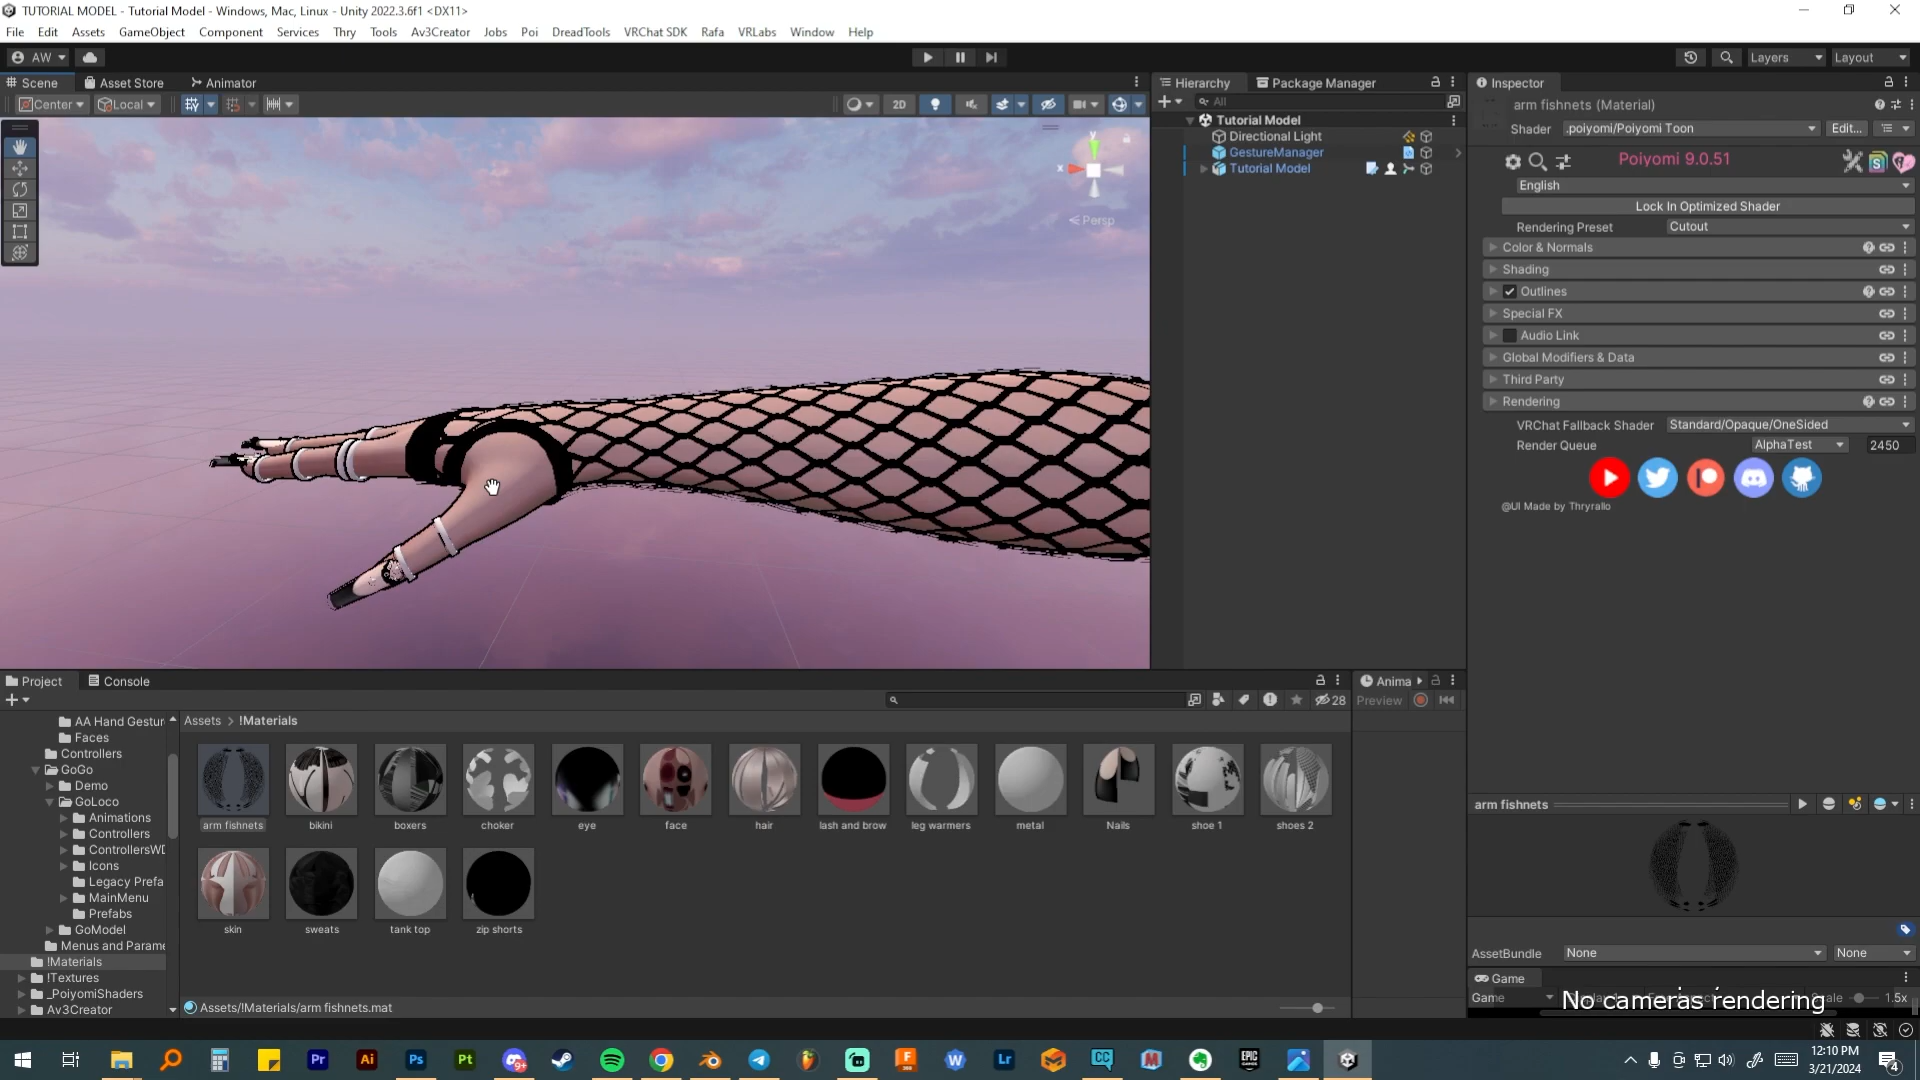 TUTORIAL MODEL - Tutorial Model - Windows, Mac, Linux - Unity 2022.3.6f1 <DX11>
File Edit Assets GameObject Component Services Thry Tools Av3Creator Jobs Poi DreadTools VRChat SDK Rafa VRLabs Window Help
AW Layers Layout
Scene Asset Store Animator
Center Local 2D
y
x
Persp
Hierarchy Package Manager
All
Tutorial Model
Directional Light
GestureManager
Tutorial Model
Inspector
arm fishnets (Material)
Shader .poiyomi/Poiyomi Toon Edit...
Poiyomi 9.0.51
English
Lock In Optimized Shader
Rendering Preset Cutout
Color & Normals
Shading
Outlines
Special FX
Audio Link
Global Modifiers & Data
Third Party
Rendering
VRChat Fallback Shader Standard/Opaque/OneSided
Render Queue AlphaTest 2450
@UI Made by Thryrallo
arm fishnets
AssetBundle None None
Game
Game Scale 1.5x
No cameras rendering
Project Console
28
Anima
Preview
AA Hand Gestur
Faces
Controllers
GoGo
Demo
GoLoco
Animations
Controllers
ControllersWD
Icons
Legacy Prefa
MainMenu
Prefabs
GoModel
Menus and Parame
!Materials
!Textures
_PoiyomiShaders
Av3Creator
Assets > !Materials
arm fishnets bikini boxers choker eye face hair lash and brow leg warmers metal Nails shoe 1 shoes 2
skin sweats tank top zip shorts
Assets/!Materials/arm fishnets.mat
12:10 PM
3/21/2024
4